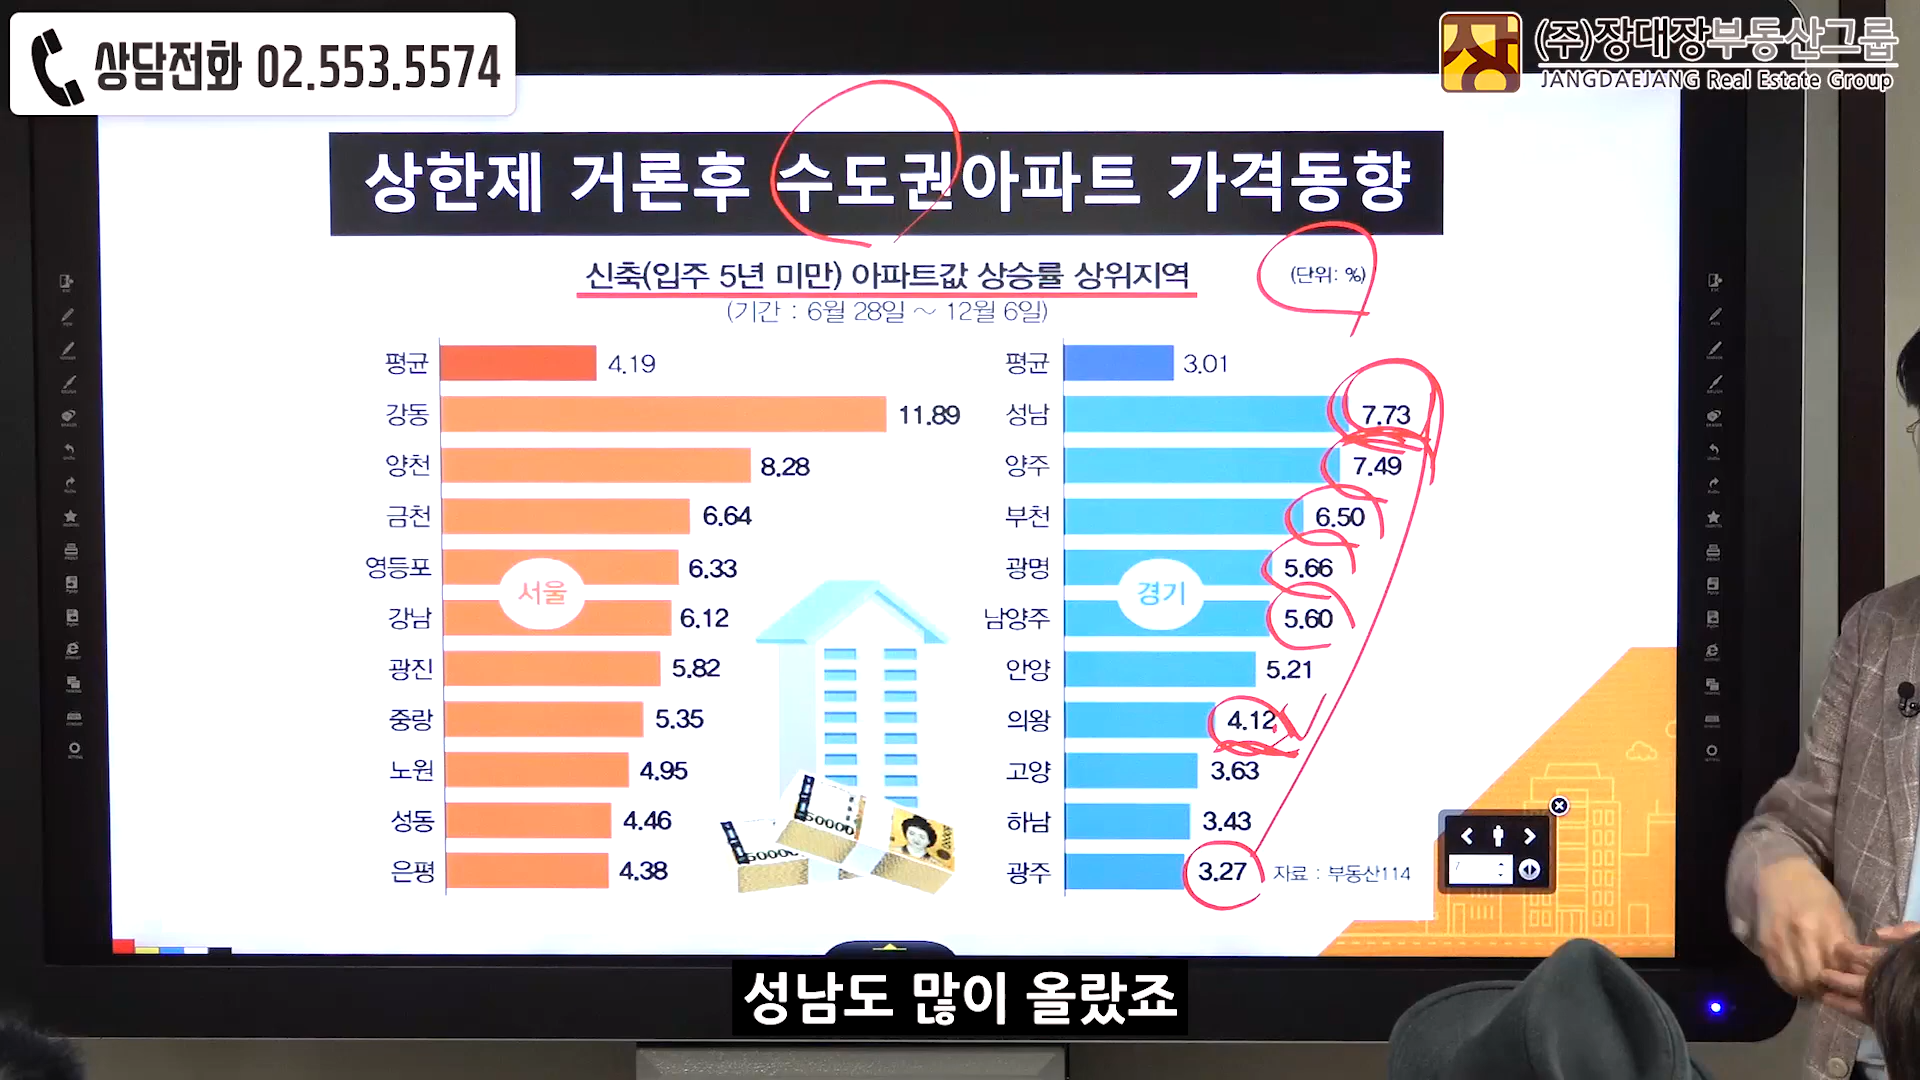 상담전화 02.553.5574
(주)장대장부동산그룹
JANGDAEJANG Real Estate Group
상한제 거론후 수도권아파트 가격동향
신축(입주 5년 미만) 아파트값 상승률 상위지역
(단위: %)
(기간 : 6월 28일 ~ 12월 6일)
평균 4.19
강동 11.89
양천 8.28
금천 6.64
영등포 6.33
서울
강남 6.12
광진 5.82
중랑 5.35
노원 4.95
성동 4.46
은평 4.38
평균 3.01
성남 7.73
양주 7.49
부천 6.50
광명 5.66
경기
남양주 5.60
안양 5.21
의왕 4.12
고양 3.63
하남 3.43
광주 3.27
자료 : 부동산114
50000
성남도 많이 올랐죠